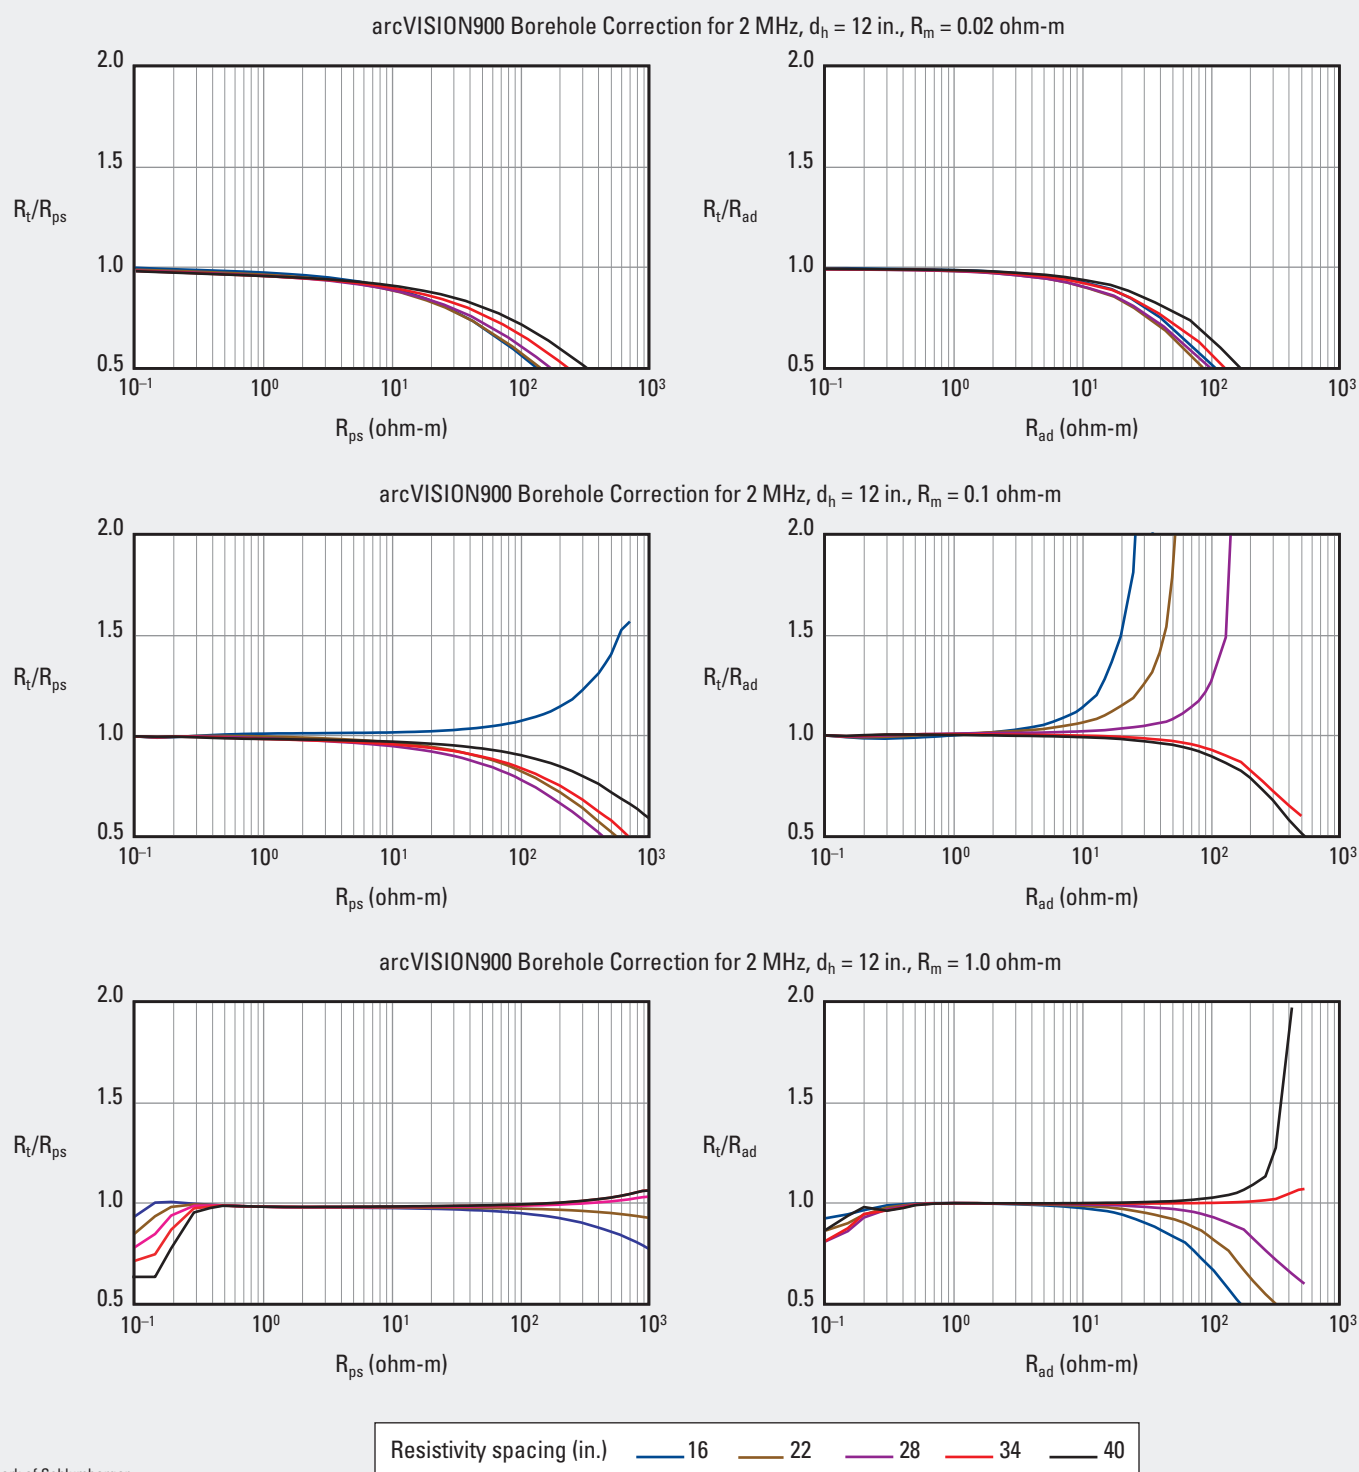 arcVISION900 Borehole Correction for 2 MHz, dh = 12 in., Rm = 0.02 ohm-m
2.0
1.5
Rt/Rps
1.0
0.5
10–1 100 101 102 103
Rps (ohm-m)
2.0
1.5
Rt/Rad
1.0
0.5
10–1 100 101 102 103
Rad (ohm-m)
arcVISION900 Borehole Correction for 2 MHz, dh = 12 in., Rm = 0.1 ohm-m
2.0
1.5
Rt/Rps
1.0
0.5
10–1 100 101 102 103
Rps (ohm-m)
2.0
1.5
Rt/Rad
1.0
0.5
10–1 100 101 102 103
Rad (ohm-m)
arcVISION900 Borehole Correction for 2 MHz, dh = 12 in., Rm = 1.0 ohm-m
2.0
1.5
Rt/Rps
1.0
0.5
10–1 100 101 102 103
Rps (ohm-m)
2.0
1.5
Rt/Rad
1.0
0.5
10–1 100 101 102 103
Rad (ohm-m)
Resistivity spacing (in.) 16 22 28 34 40